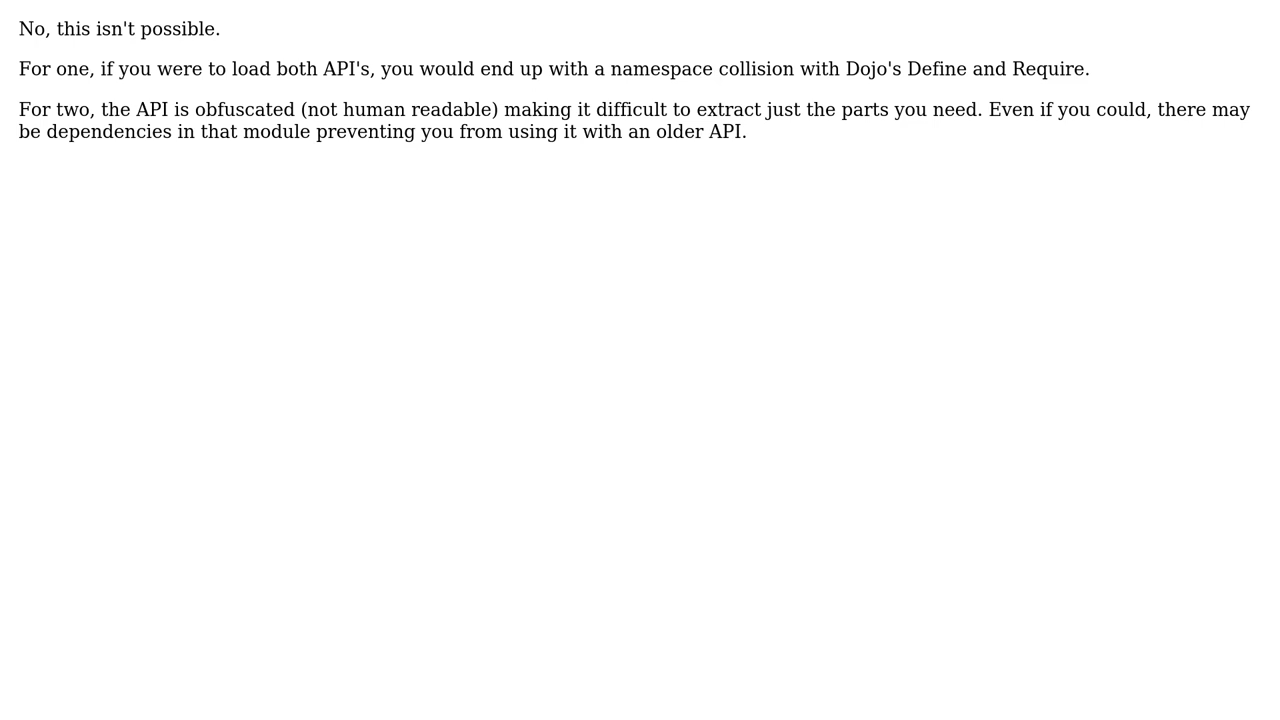 No, this isn't possible.
For one, if you were to load both API's, you would end up with a namespace collision with Dojo's Define and Require.
For two, the API is obfuscated (not human readable) making it difficult to extract just the parts you need. Even if you could, there may
be dependencies in that module preventing you from using it with an older API.